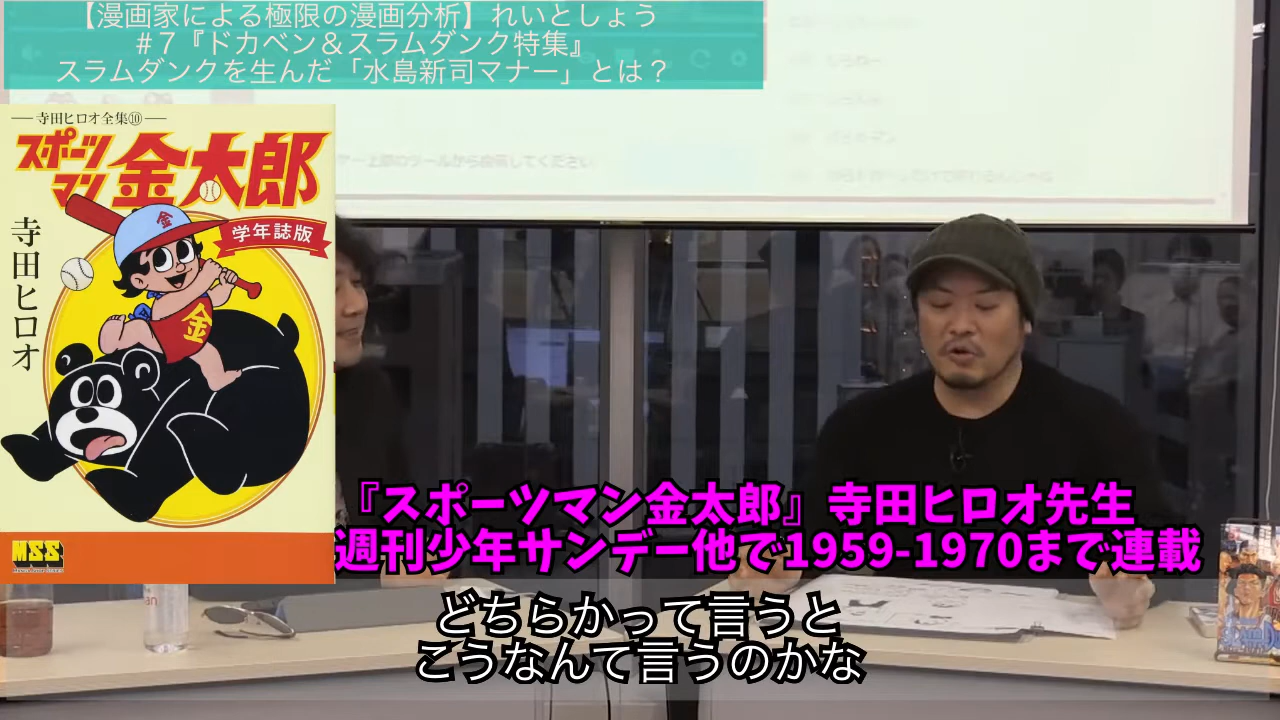 【漫画家による極限の漫画分析】れいとしょう
#7『ドカベン＆スラムダンク特集』
スラムダンクを生んだ「水島新司マナー」とは？
寺田ヒロオ全集⑩
スポーツ
マン
金太郎
学年誌版
寺田ヒロオ
金
金
MSS
『スポーツマン金太郎』寺田ヒロオ先生
週刊少年サンデー他で1959-1970まで連載
どちらかって言うと
こうなんて言うのかな